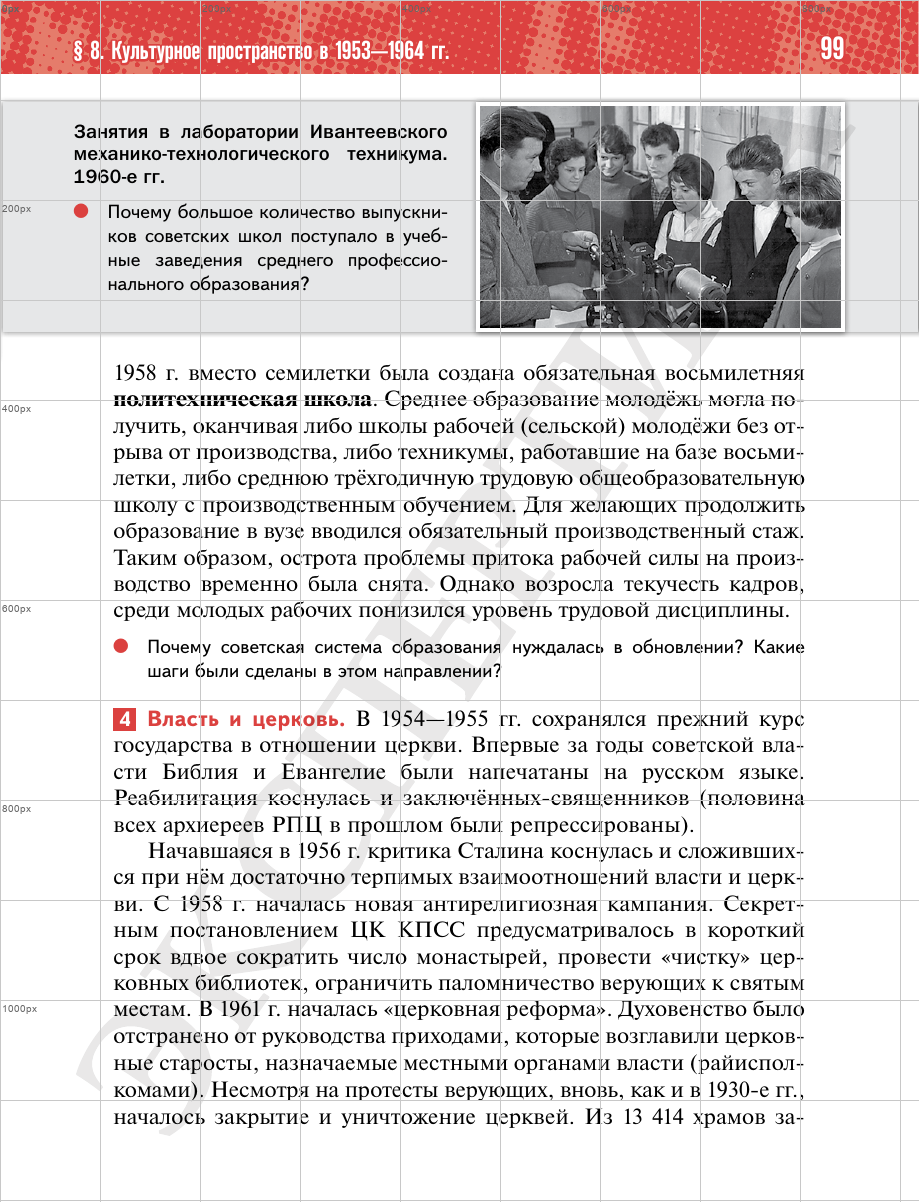 § 8. Культурное пространство в 1953—1964 гг.
99
Занятия в лаборатории Ивантеевского
механико-технологического техникума.
1960-е гг.
Почему большое количество выпускни-
ков советских школ поступало в учеб-
ные заведения среднего профессио-
нального образования?
1958 г. вместо семилетки была создана обязательная восьмилетняя
политехническая школа. Среднее образование молодёжь могла по-
лучить, оканчивая либо школы рабочей (сельской) молодёжи без от-
рыва от производства, либо техникумы, работавшие на базе восьми-
летки, либо среднюю трёхгодичную трудовую общеобразовательную
школу с производственным обучением. Для желающих продолжить
образование в вузе вводился обязательный производственный стаж.
Таким образом, острота проблемы притока рабочей силы на произ-
водство временно была снята. Однако возросла текучесть кадров,
среди молодых рабочих понизился уровень трудовой дисциплины.
Почему советская система образования нуждалась в обновлении? Какие
шаги были сделаны в этом направлении?
4 Власть и церковь. В 1954—1955 гг. сохранялся прежний курс
государства в отношении церкви. Впервые за годы советской вла-
сти Библия и Евангелие были напечатаны на русском языке.
Реабилитация коснулась и заключённых-священников (половина
всех архиереев РПЦ в прошлом были репрессированы).
Начавшаяся в 1956 г. критика Сталина коснулась и сложивших-
ся при нём достаточно терпимых взаимоотношений власти и церк-
ви. С 1958 г. началась новая антирелигиозная кампания. Секрет-
ным постановлением ЦК КПСС предусматривалось в короткий
срок вдвое сократить число монастырей, провести «чистку» цер-
ковных библиотек, ограничить паломничество верующих к святым
местам. В 1961 г. началась «церковная реформа». Духовенство было
отстранено от руководства приходами, которые возглавили церков-
ные старосты, назначаемые местными органами власти (райиспол-
комами). Несмотря на протесты верующих, вновь, как и в 1930-е гг.,
началось закрытие и уничтожение церквей. Из 13 414 храмов за-
200px
400px
600px
800px
1000px